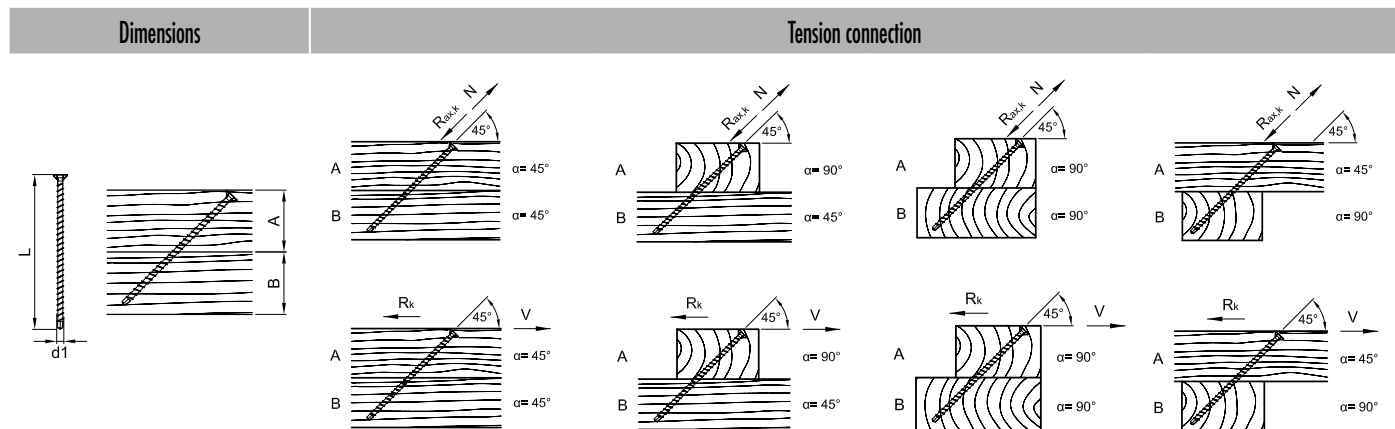 Dimensions
Tension connection
L
d1
A
B
Rax,k N
45°
A
α= 45°
B
α= 45°
Rax,k N
45°
A
α= 90°
B
α= 45°
Rax,k N
45°
A
α= 90°
B
α= 90°
Rax,k N
45°
A
α= 45°
B
α= 90°
Rk
45°
V
A
α= 45°
B
α= 45°
Rk
45°
V
A
α= 90°
B
α= 45°
Rk
45°
V
A
α= 90°
B
α= 90°
Rk
45°
V
A
α= 45°
B
α= 90°